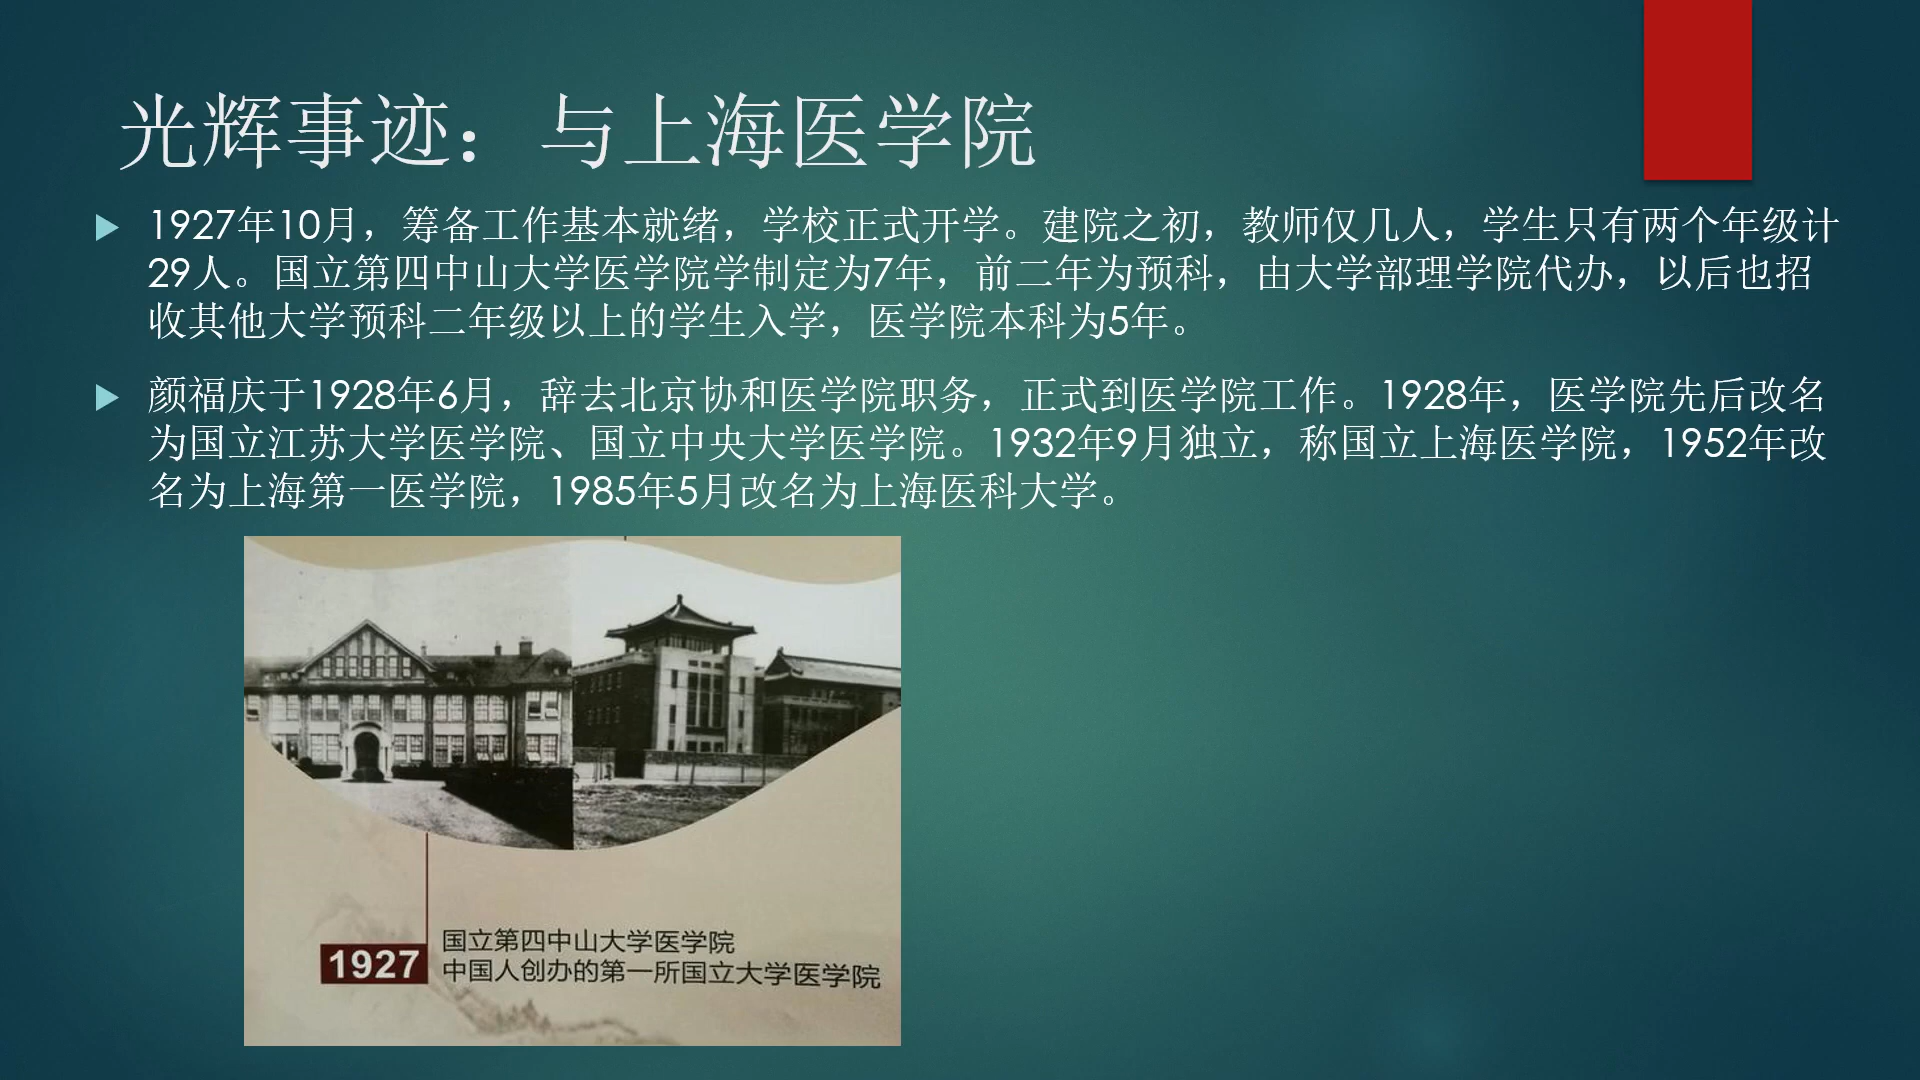 光辉事迹：与上海医学院
1927年10月，筹备工作基本就绪，学校正式开学。建院之初，教师仅几人，学生只有两个年级计
29人。国立第四中山大学医学院学制定为7年，前二年为预科，由大学部理学院代办，以后也招
收其他大学预科二年级以上的学生入学，医学院本科为5年。
颜福庆于1928年6月，辞去北京协和医学院职务，正式到医学院工作。1928年，医学院先后改名
为国立江苏大学医学院、国立中央大学医学院。1932年9月独立，称国立上海医学院，1952年改
名为上海第一医学院，1985年5月改名为上海医科大学。
1927
国立第四中山大学医学院
中国人创办的第一所国立大学医学院